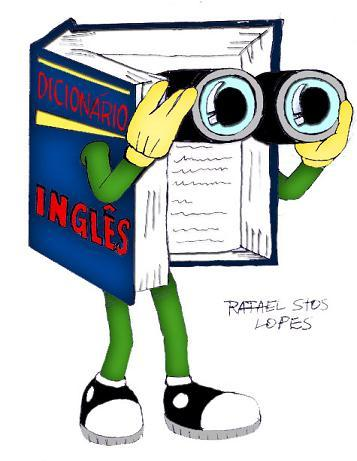 DICIONÁRIO
INGLÊS
RAFAEL STOS
LOPES